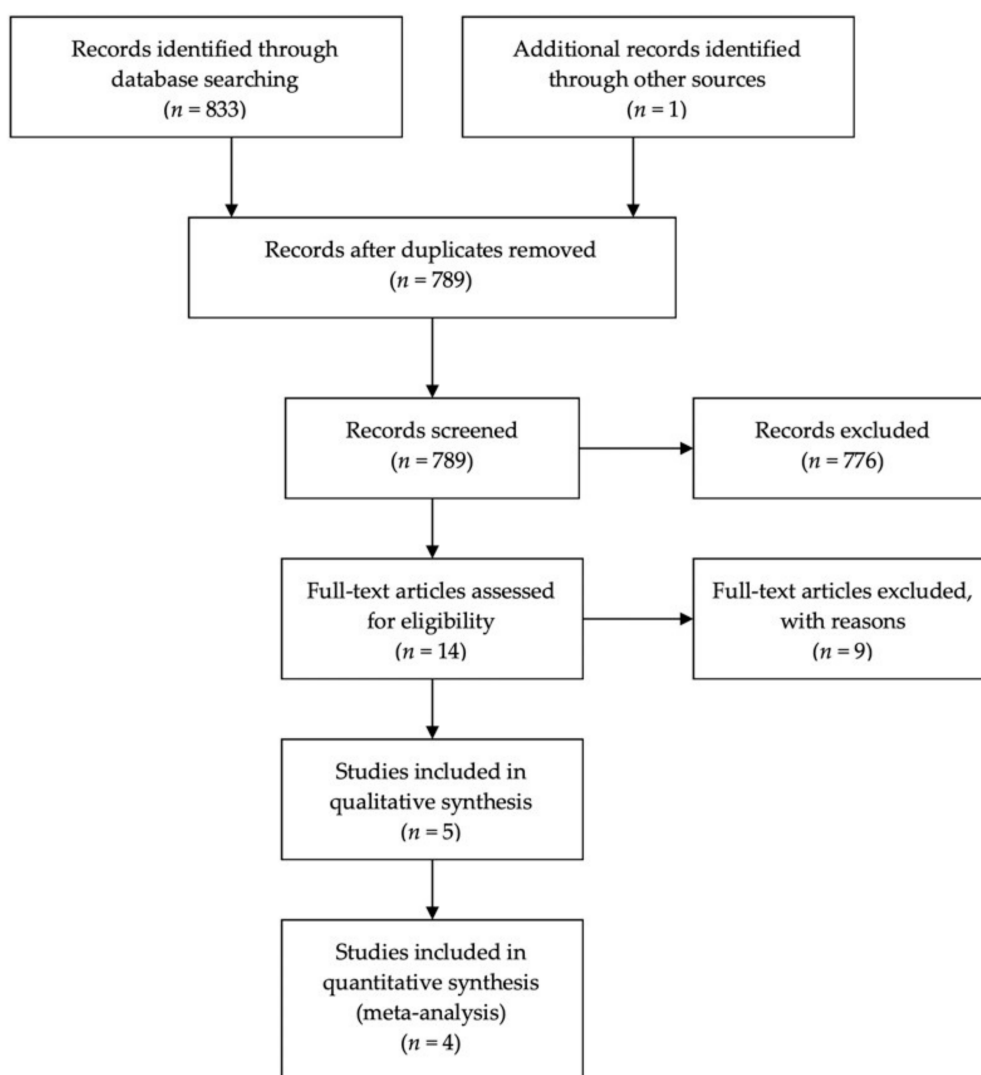 Records identified through
database searching
(n = 833)
Additional records identified
through other sources
(n = 1)
Records after duplicates removed
(n = 789)
Records screened
(n = 789)
Records excluded
(n = 776)
Full-text articles assessed
for eligibility
(n = 14)
Full-text articles excluded,
with reasons
(n = 9)
Studies included in
qualitative synthesis
(n = 5)
Studies included in
quantitative synthesis
(meta-analysis)
(n = 4)